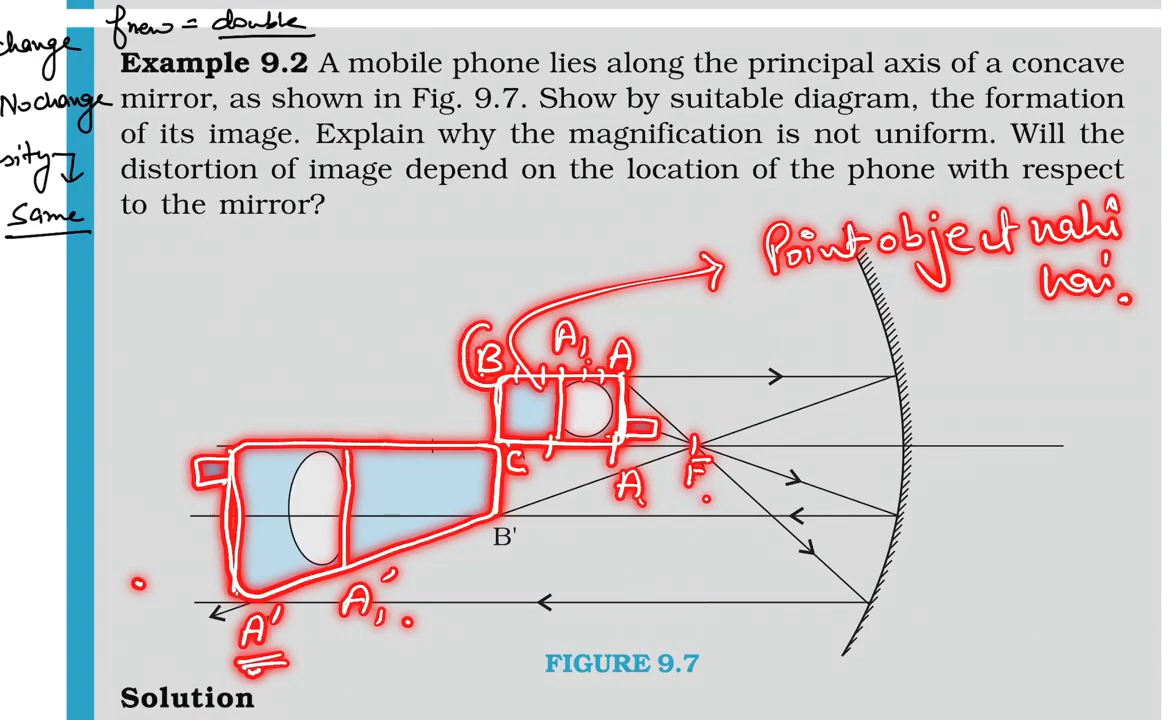 fnew = double
change
Example 9.2 A mobile phone lies along the principal axis of a concave
No change
mirror, as shown in Fig. 9.7. Show by suitable diagram, the formation
of its image. Explain why the magnification is not uniform. Will the
sity
distortion of image depend on the location of the phone with respect
Same
to the mirror?
Point object nahi
hai.
B
A1
A
C
A1
F
B'
A1'
A'
FIGURE 9.7
Solution